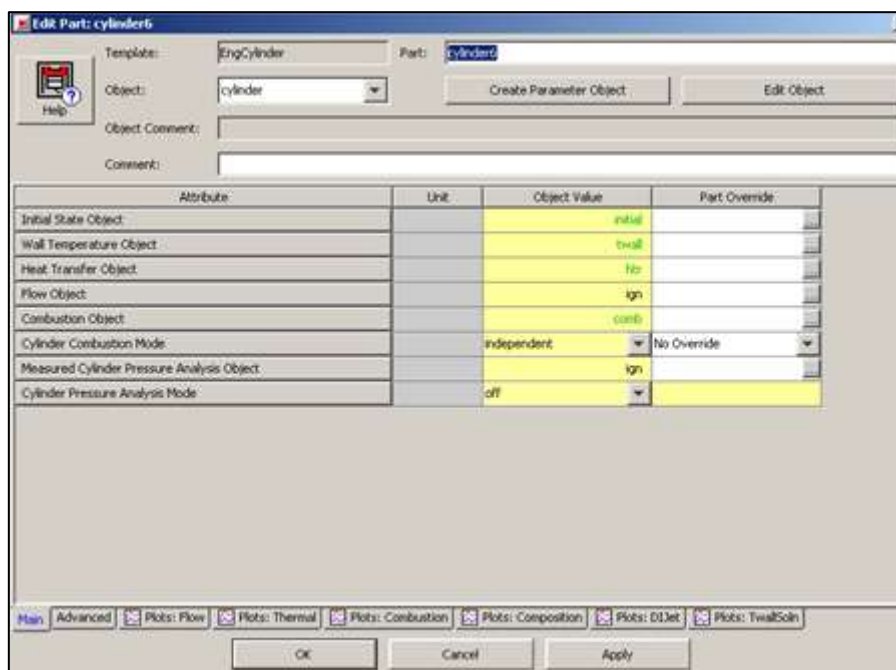 Edit Part: cylinder6
Template: EngCylinder Part: cylinder6
Help
Object: cylinder Create Parameter Object Edit Object
Object Comment:
Comment:
Attribute Unit Object Value Part Override
Initial State Object initial
Wall Temperature Object twall
Heat Transfer Object htr
Flow Object ign
Combustion Object comb
Cylinder Combustion Mode independent No Override
Measured Cylinder Pressure Analysis Object ign
Cylinder Pressure Analysis Mode off
Main Advanced Plots: Flow Plots: Thermal Plots: Combustion Plots: Composition Plots: DIJet Plots: TwallSoln
OK Cancel Apply